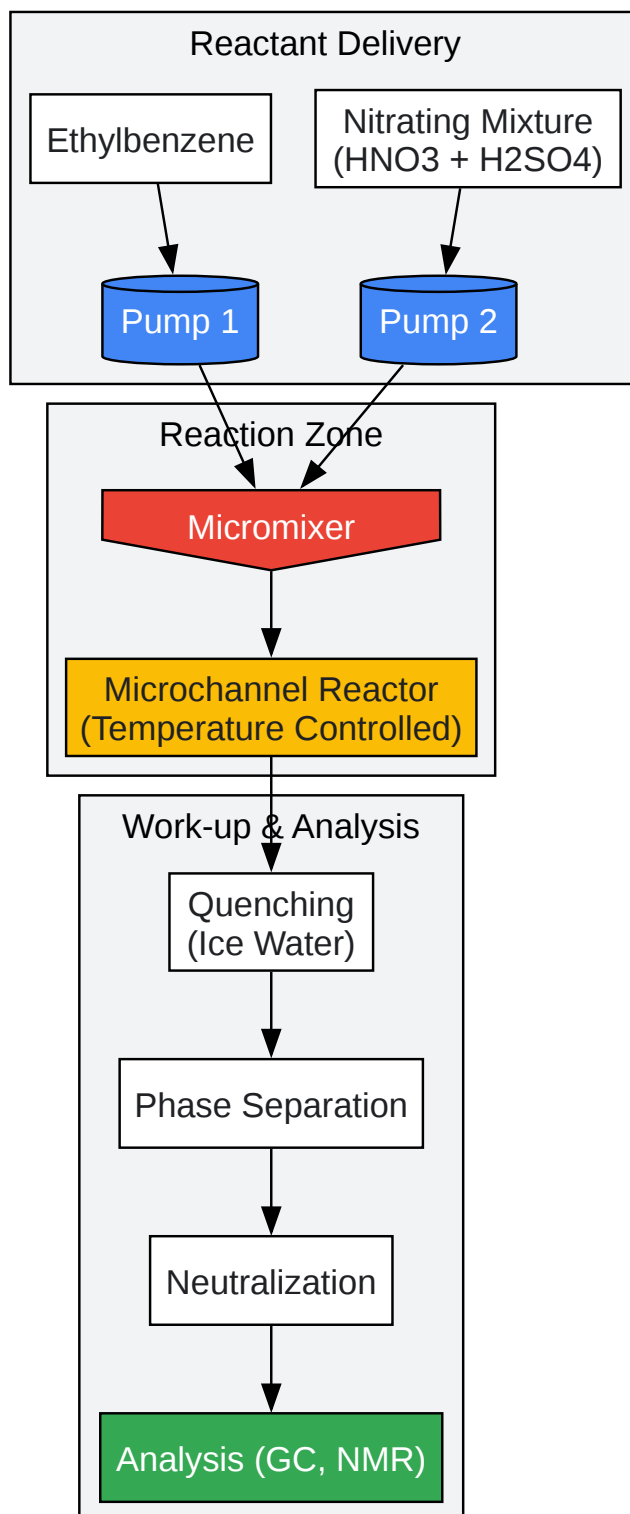 Reactant Delivery
Ethylbenzene
Nitrating Mixture
(HNO3 + H2SO4)
Pump 1
Pump 2
Reaction Zone
Micromixer
Microchannel Reactor
(Temperature Controlled)
Work-up & Analysis
Quenching
(Ice Water)
Phase Separation
Neutralization
Analysis (GC, NMR)